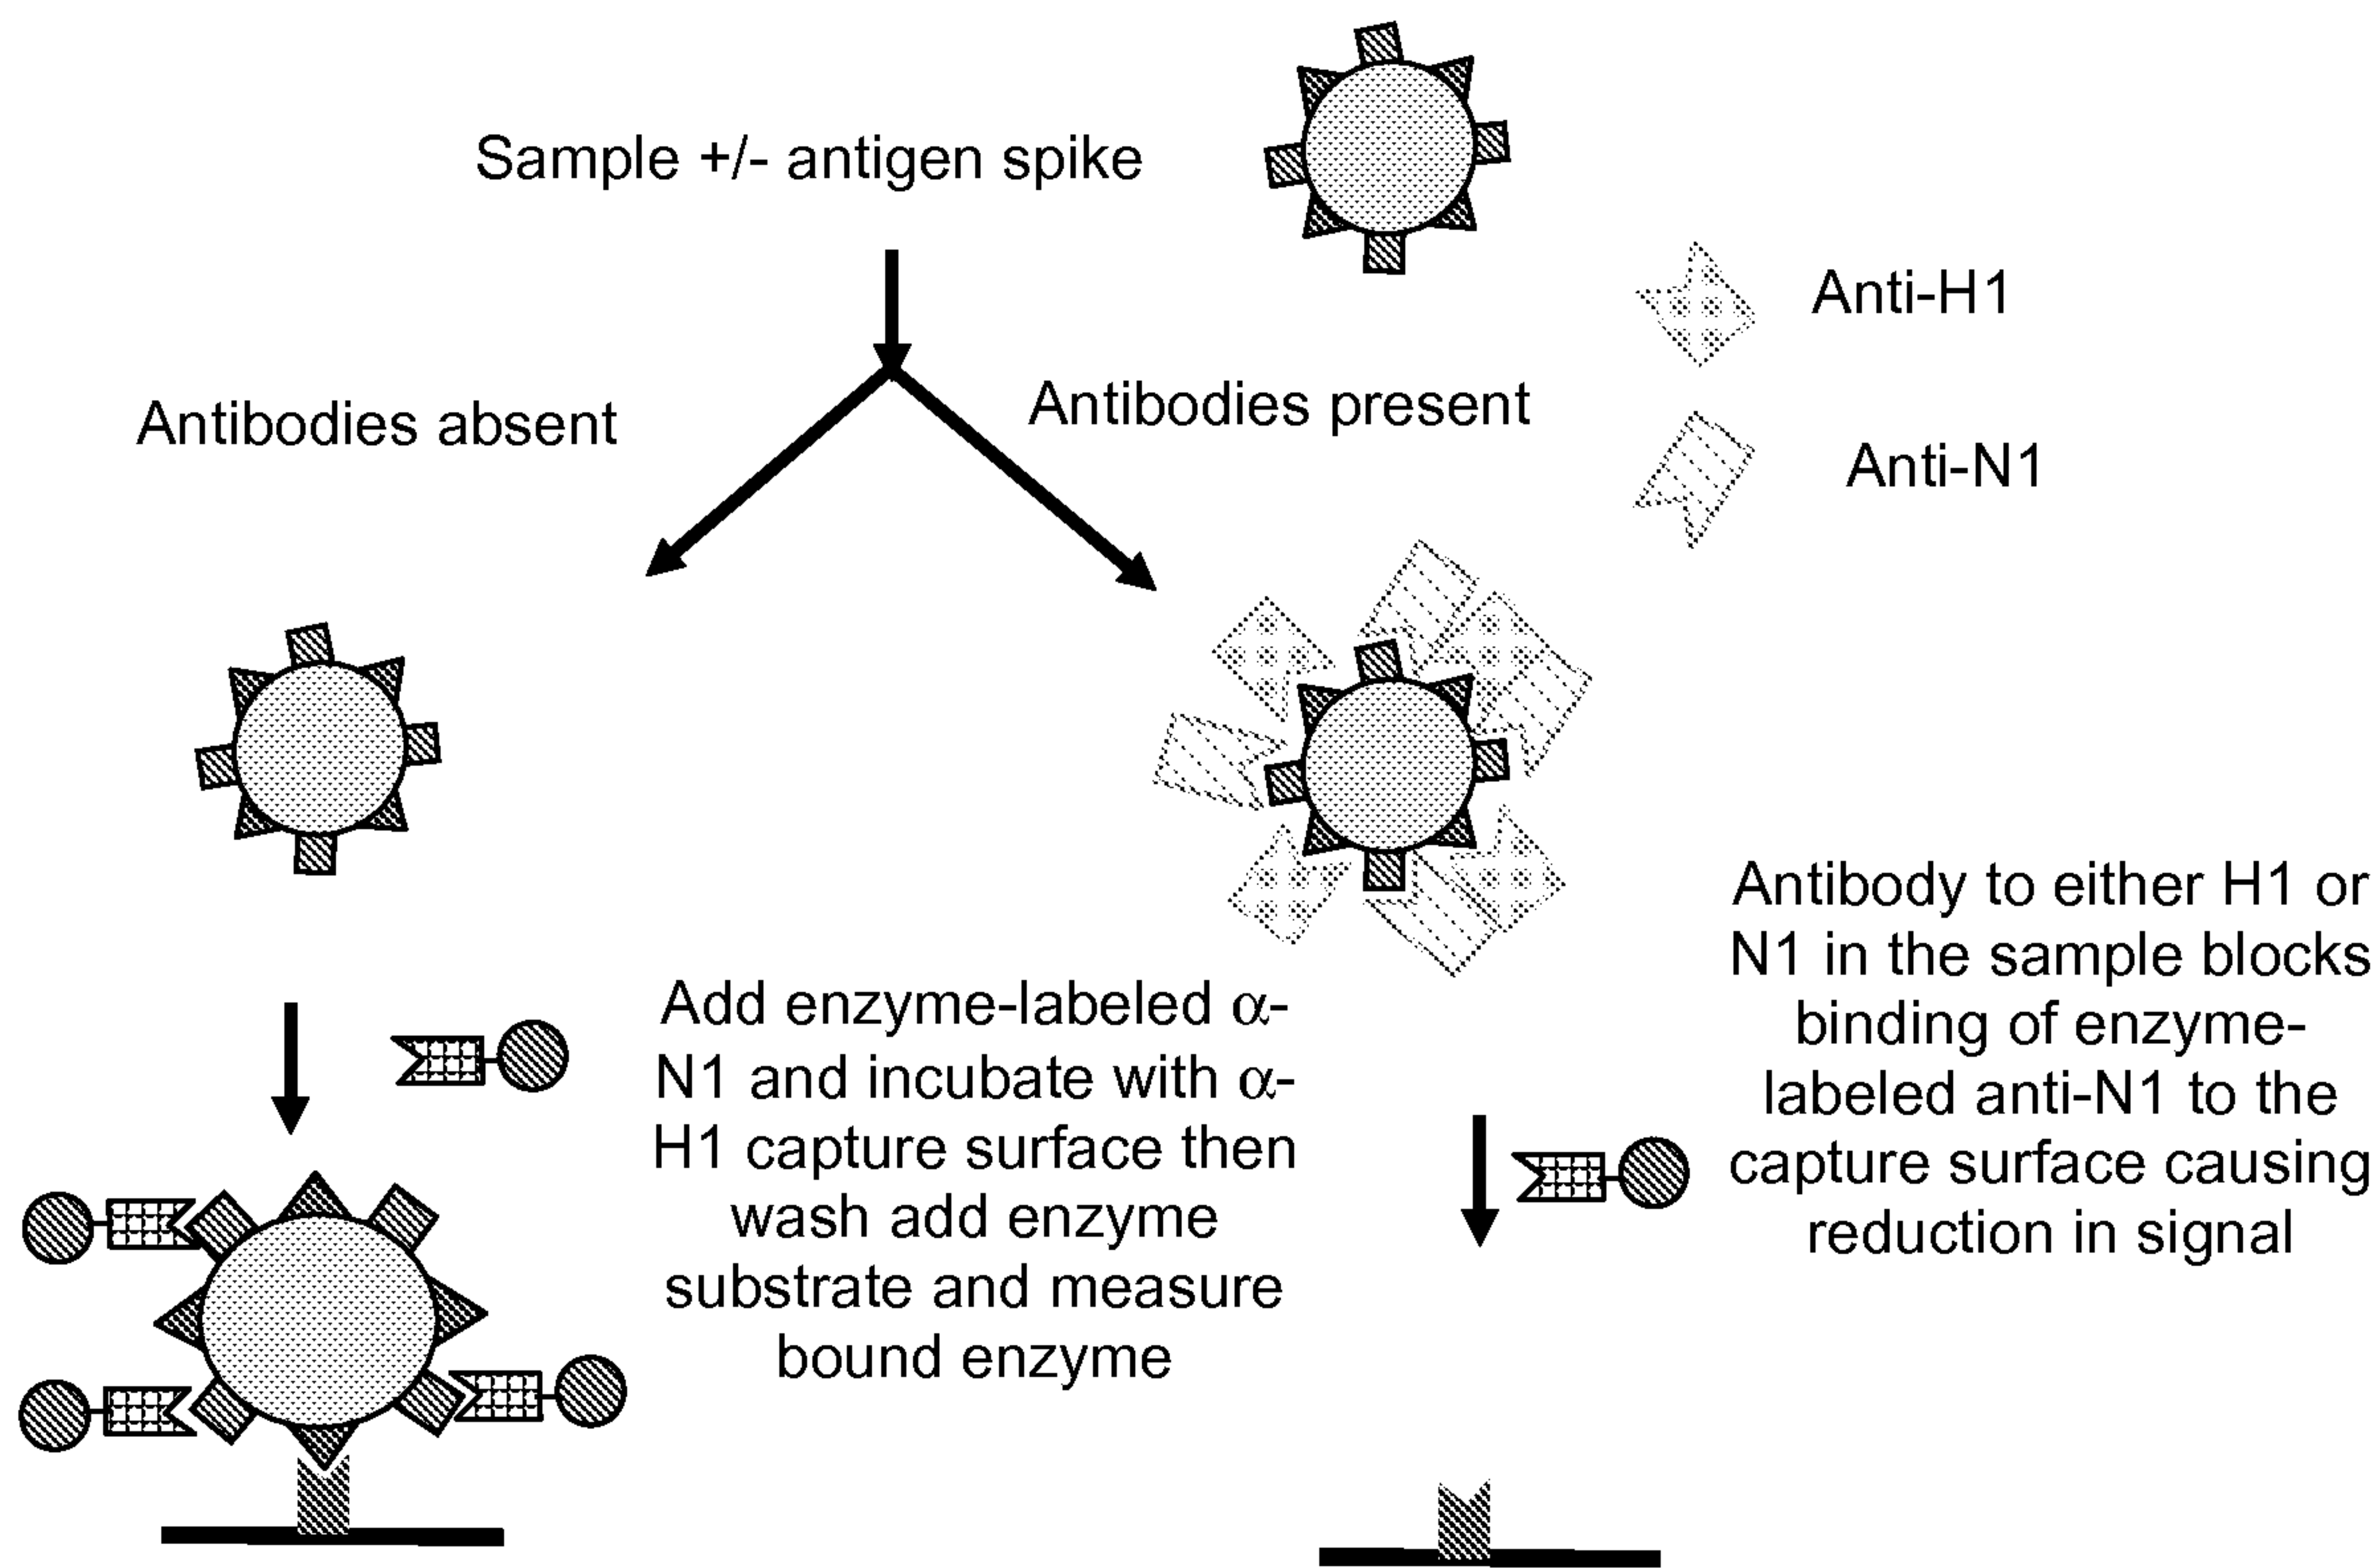 Sample +/- antigen spike
Anti-H1
Antibodies absent
Antibodies present
Anti-N1
Add enzyme-labeled α-
N1 and incubate with α-
H1 capture surface then
wash add enzyme
substrate and measure
bound enzyme
Antibody to either H1 or
N1 in the sample blocks
binding of enzyme-
labeled anti-N1 to the
capture surface causing
reduction in signal